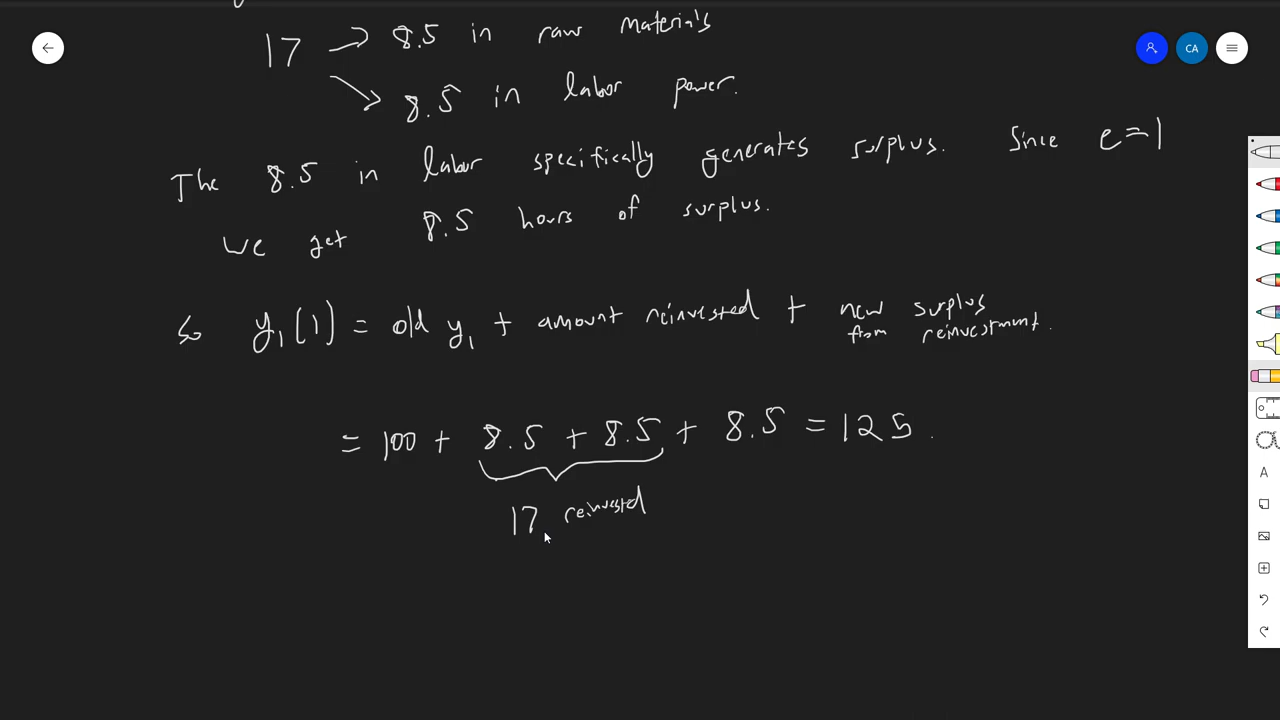 17 → 8.5 in raw materials
↘ 8.5 in labor power.
The 8.5 in labor specifically generates surplus. Since e=1
we get 8.5 hours of surplus.
So y₁(1) = old y₁ + amount reinvested + new surplus from reinvestment.
= 100 + 8.5 + 8.5 + 8.5 = 125.
17 reinvested
CA
A